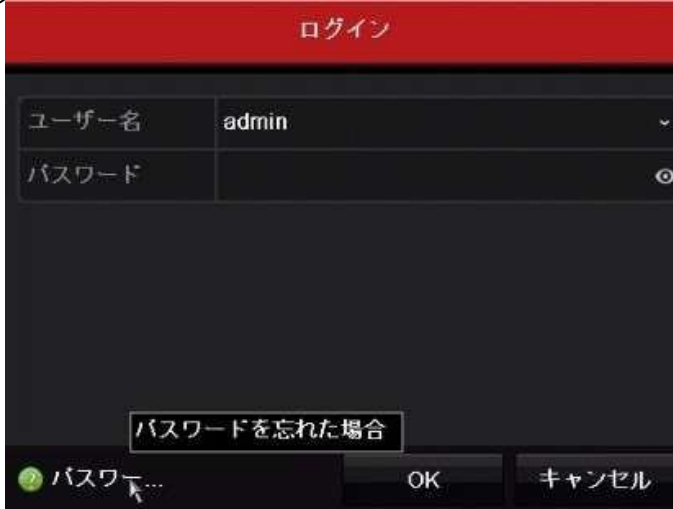 ログイン
ユーザー名 admin
パスワード
パスワードを忘れた場合
パスワー... OK キャンセル